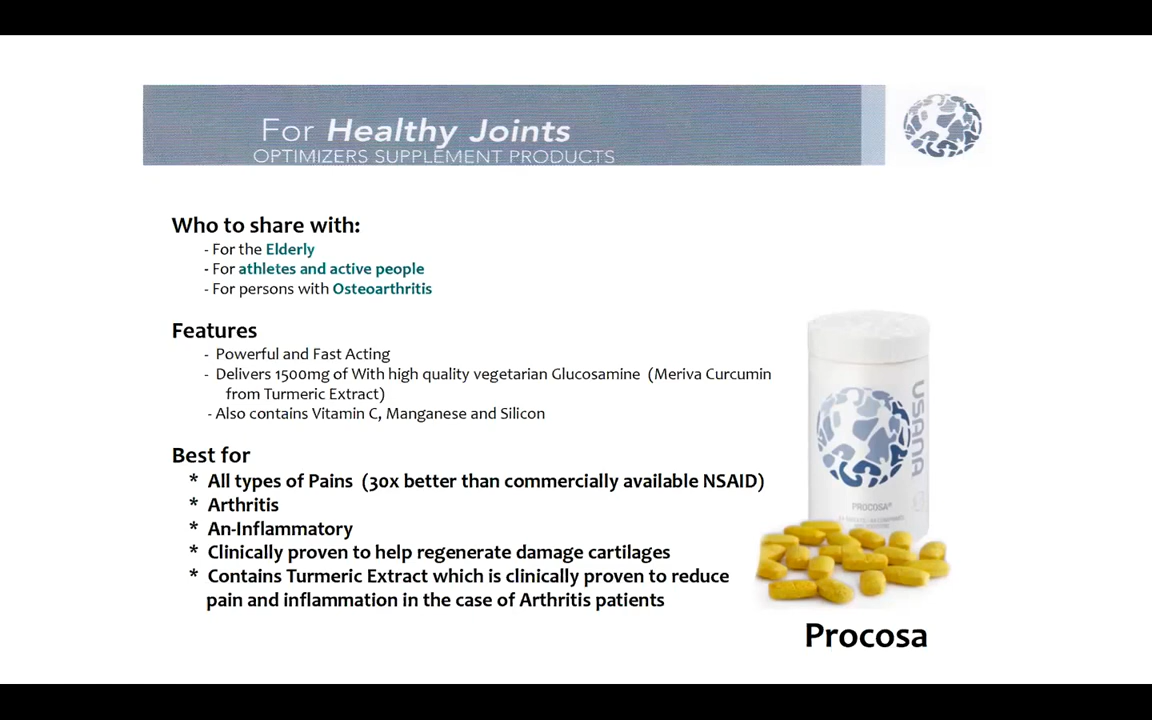 For Healthy Joints
OPTIMIZERS SUPPLEMENT PRODUCTS
Who to share with:
- For the Elderly
- For athletes and active people
- For persons with Osteoarthritis
Features
- Powerful and Fast Acting
- Delivers 1500mg of With high quality vegetarian Glucosamine (Meriva Curcumin
from Turmeric Extract)
- Also contains Vitamin C, Manganese and Silicon
Best for
* All types of Pains (30x better than commercially available NSAID)
* Arthritis
* An-Inflammatory
* Clinically proven to help regenerate damage cartilages
* Contains Turmeric Extract which is clinically proven to reduce
pain and inflammation in the case of Arthritis patients
USANA
PROCOSA®
Procosa